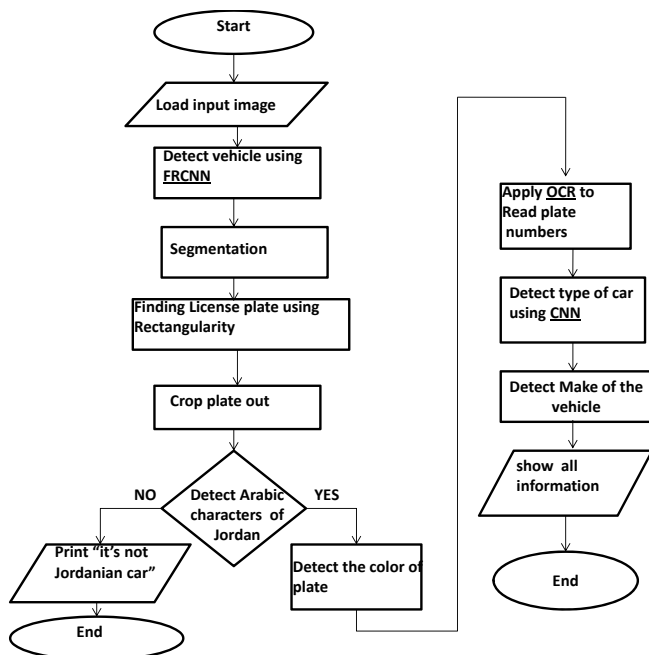 Start
Load input image
Detect vehicle using
FRCNN
Segmentation
Finding License plate using
Rectangularity
Crop plate out
Detect Arabic
characters of
Jordan
NO
YES
Print "it's not
Jordanian car"
End
Detect the color of
plate
Apply OCR to
Read plate
numbers
Detect type of car
using CNN
Detect Make of the
vehicle
show all
information
End